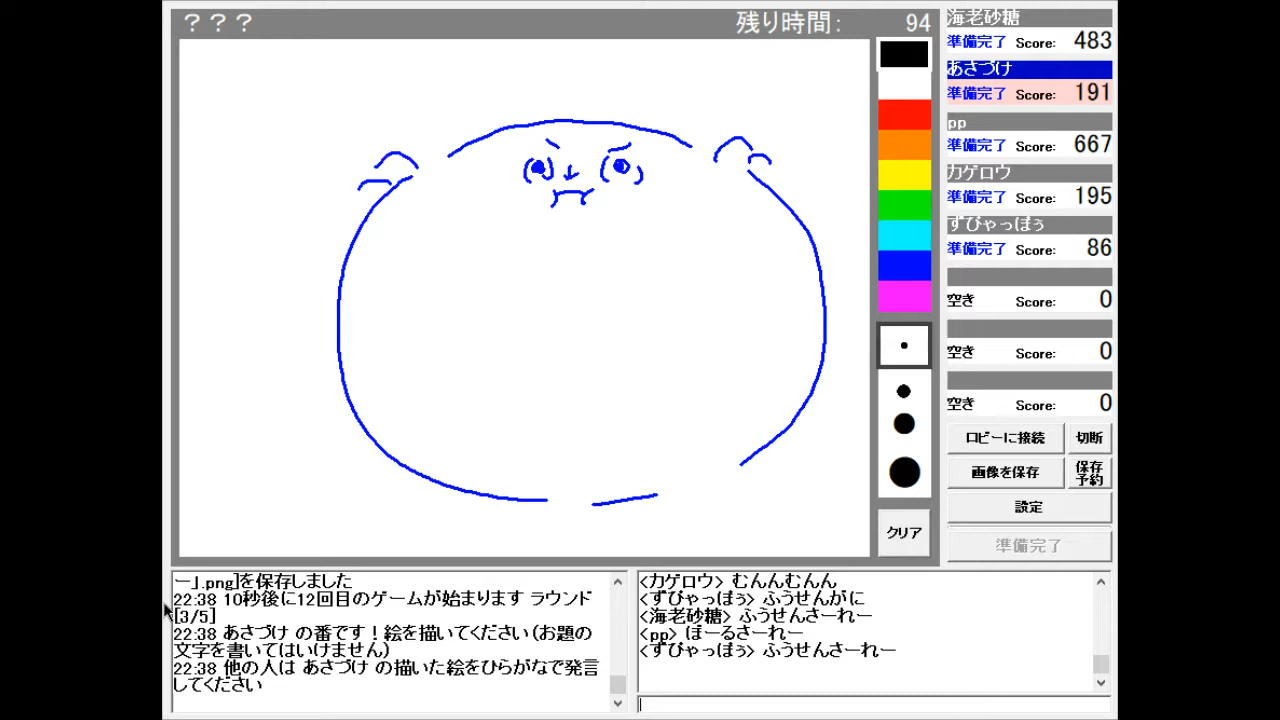 ？？？
残り時間: 94
海老砂糖
準備完了 Score: 483
あさづけ
準備完了 Score: 191
pp
準備完了 Score: 667
カゲロウ
準備完了 Score: 195
ずびゃっぽぅ
準備完了 Score: 86
空き Score: 0
空き Score: 0
空き Score: 0
ロビーに接続 切断
画像を保存 保存予約
設定
準備完了
クリア
ー」.png]を保存しました
22:38 10秒後に12回目のゲームが始まります ラウンド
[3/5]
22:38 あさづけ の番です！絵を描いてください（お題の
文字を書いてはいけません）
22:38 他の人は あさづけ の描いた絵をひらがなで発言
してください
<カゲロウ> むんんむんん
<ずびゃっぽぅ> ふうせんがに
<海老砂糖> ふうせんさーれー
<pp> ほーるさーれー
<ずびゃっぽぅ> ふうせんさーれー